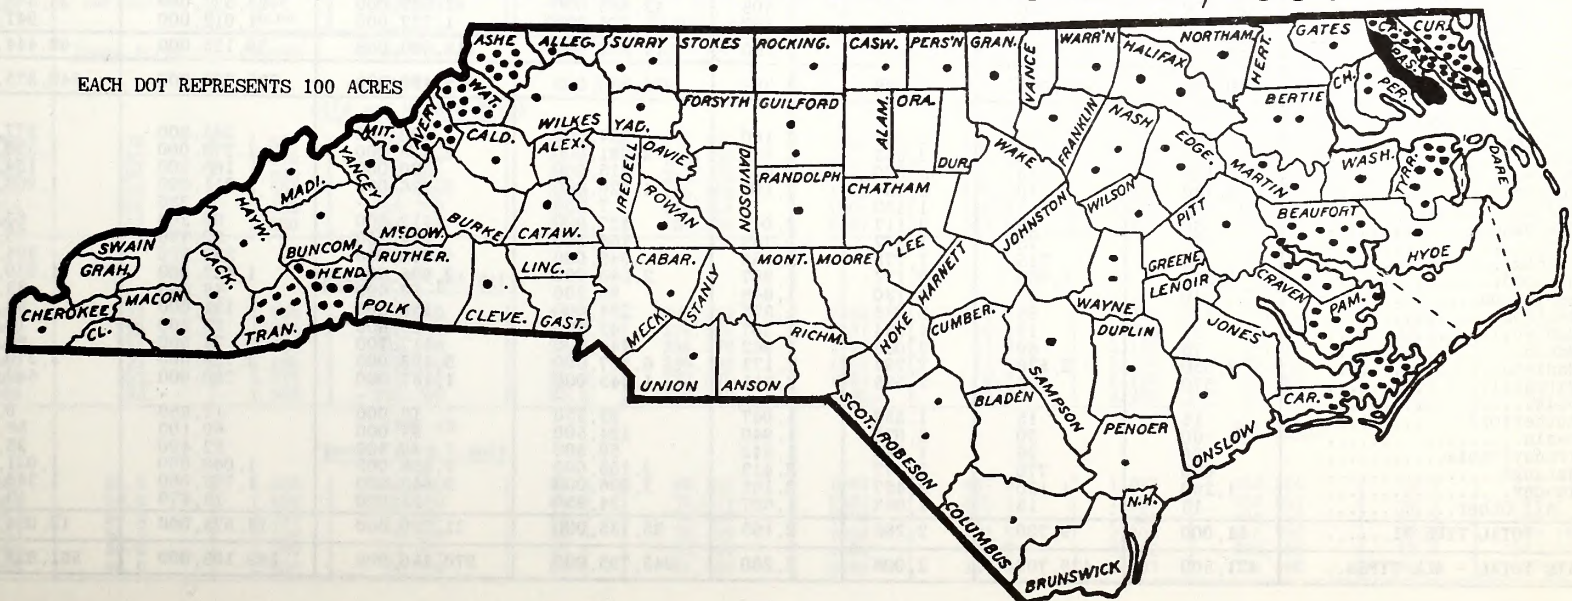 EACH DOT REPRESENTS 100 ACRES
ASHE
ALLEG.
SURRY
STOKES
ROCKING.
CASW.
PERS'N
GRAN.
VANCE
WARR'N
HALIFAX
NORTHAM.
HERT.
GATES
CUR.
PAS.
PER.
CH.
BERTIE
WAT.
AVERY
MIT.
YANCEY
MADI.
CALD.
WILKES
ALEX.
YAD.
IREDELL
DAVIE
FORSYTH
GUILFORD
DAVIDSON
ROWAN
RANDOLPH
ALAM.
ORA.
DUR.
CHATHAM
WAKE
FRANKLIN
NASH
EDGE.
MARTIN
WASH.
TYRR.
DARE
HAYW.
BUNCOM.
McDOW.
BURKE
CATAW.
RUTHER.
LINC.
CABAR.
STANLY
MONT.
MOORE
LEE
HARNETT
JOHNSTON
WILSON
PITT
GREENE
LENOIR
WAYNE
BEAUFORT
HYDE
CRAVEN
PAM.
SWAIN
GRAH.
JACK.
CHEROKEE
MACON
CL.
TRAN.
HEND.
POLK
CLEVE.
GAST.
MECK.
UNION
ANSON
RICHM.
HOKE
CUMBER.
SAMPSON
DUPLIN
JONES
CAR.
SCOT.
ROBESON
BLADEN
PENOER
ONSLOW
N.H.
COLUMBUS
BRUNSWICK